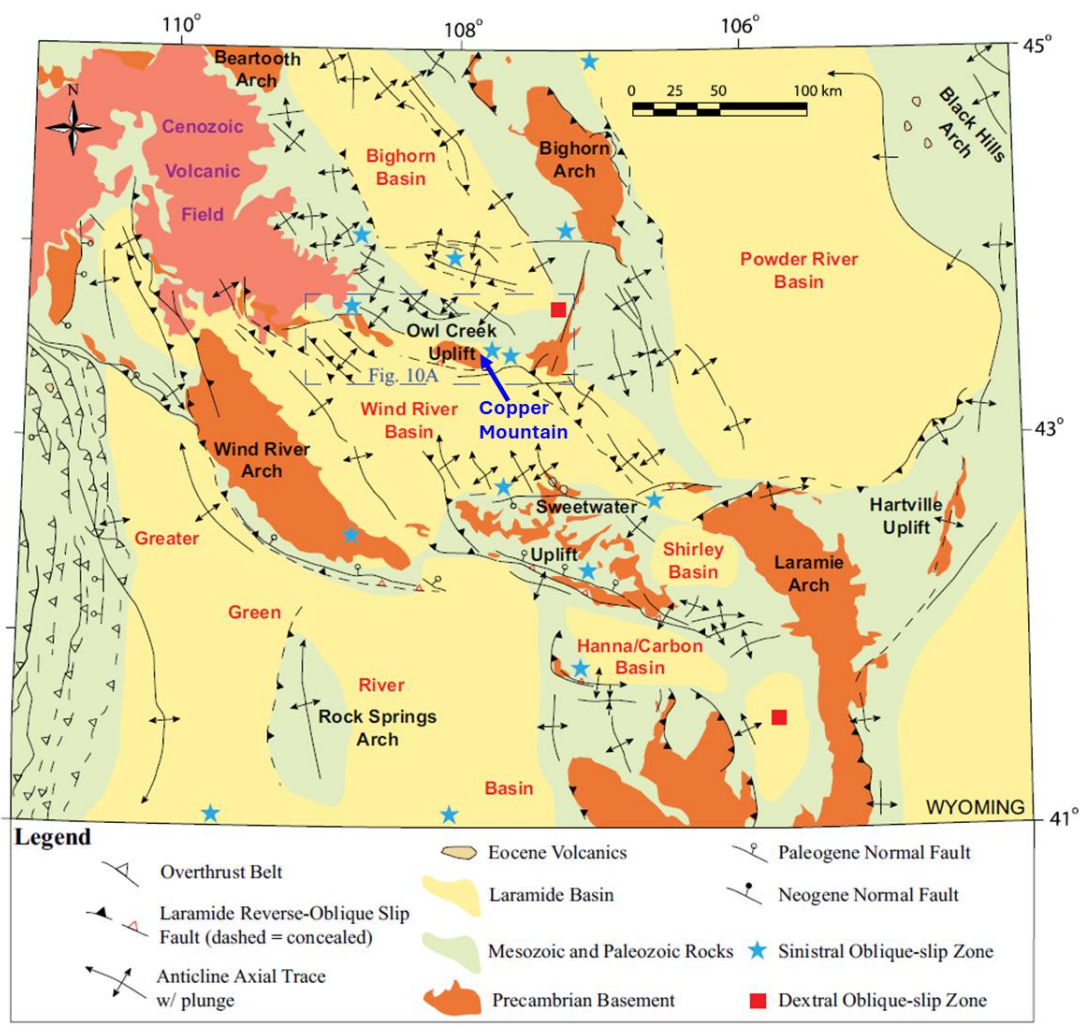 110°
108°
106°
45°
Beartooth
Arch
N
0 25 50 100 km
Black Hills
Arch
Cenozoic
Volcanic
Field
Bighorn
Basin
Bighorn
Arch
Powder River
Basin
Owl Creek
Uplift
Fig. 10A
Copper
Mountain
Wind River
Basin
43°
Wind River
Arch
Sweetwater
Uplift
Hartville
Uplift
Shirley
Basin
Laramie
Arch
Greater
Green
River
Basin
Hanna/Carbon
Basin
Rock Springs
Arch
WYOMING
41°
Legend
Overthrust Belt
Laramide Reverse-Oblique Slip
Fault (dashed = concealed)
Anticline Axial Trace
w/ plunge
Eocene Volcanics
Laramide Basin
Mesozoic and Paleozoic Rocks
Precambrian Basement
Paleogene Normal Fault
Neogene Normal Fault
Sinistral Oblique-slip Zone
Dextral Oblique-slip Zone